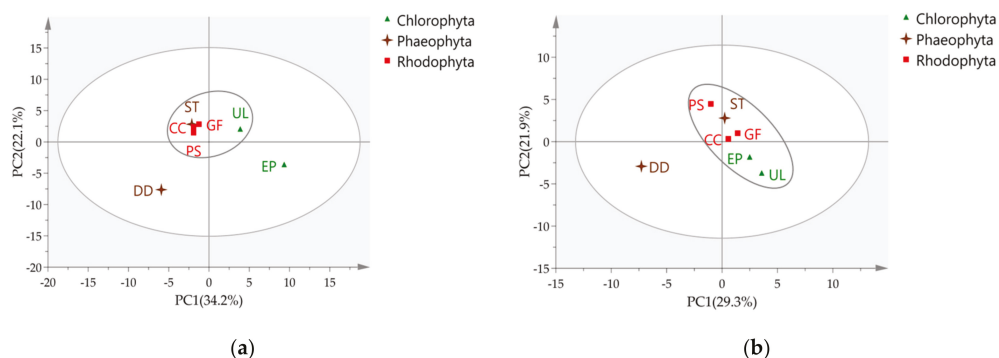 Chlorophyta
Phaeophyta
Rhodophyta
PC2(22.1%)
15
10
5
0
-5
-10
-15
-20
ST
UL
CC
GF
PS
EP
DD
-20
-15
-10
-5
0
5
10
15
PC1(34.2%)
(a)
Chlorophyta
Phaeophyta
Rhodophyta
PC2(21.9%)
15
10
5
0
-5
-10
-15
PS
ST
CC
GF
EP
UL
DD
-15
-10
-5
0
5
10
15
PC1(29.3%)
(b)